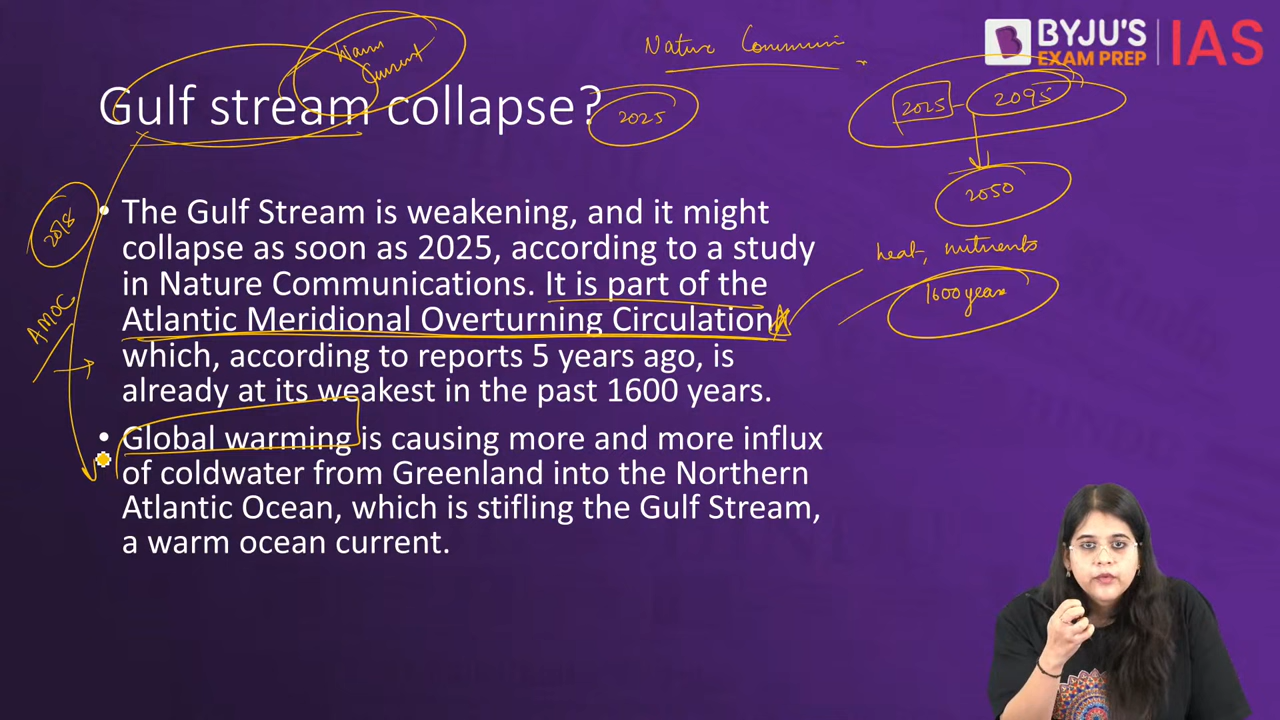 Warm
Current
Nature Communi
BYJU'S
EXAM PREP
IAS
Gulf stream collapse?
2025
2025 - 2095
2050
2018
AMOC
heat, nutrients
1600 years
• The Gulf Stream is weakening, and it might
collapse as soon as 2025, according to a study
in Nature Communications. It is part of the
Atlantic Meridional Overturning Circulation
which, according to reports 5 years ago, is
already at its weakest in the past 1600 years.
• Global warming is causing more and more influx
of coldwater from Greenland into the Northern
Atlantic Ocean, which is stifling the Gulf Stream,
a warm ocean current.